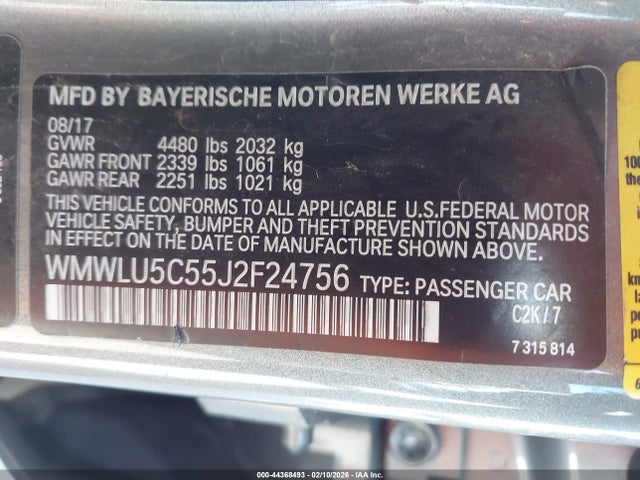 MFD BY BAYERISCHE MOTOREN WERKE AG
08/17
GVWR 4480 lbs 2032 kg
GAWR FRONT 2339 lbs 1061 kg
GAWR REAR 2251 lbs 1021 kg
THIS VEHICLE CONFORMS TO ALL APPLICABLE U.S.FEDERAL MOTOR
VEHICLE SAFETY, BUMPER AND THEFT PREVENTION STANDARDS
IN EFFECT ON THE DATE OF MANUFACTURE SHOWN ABOVE.
WMWLU5C55J2F24756 TYPE: PASSENGER CAR
C2K / 7
7 315 814
000-44368493 - 02/10/2026 - IAA Inc.